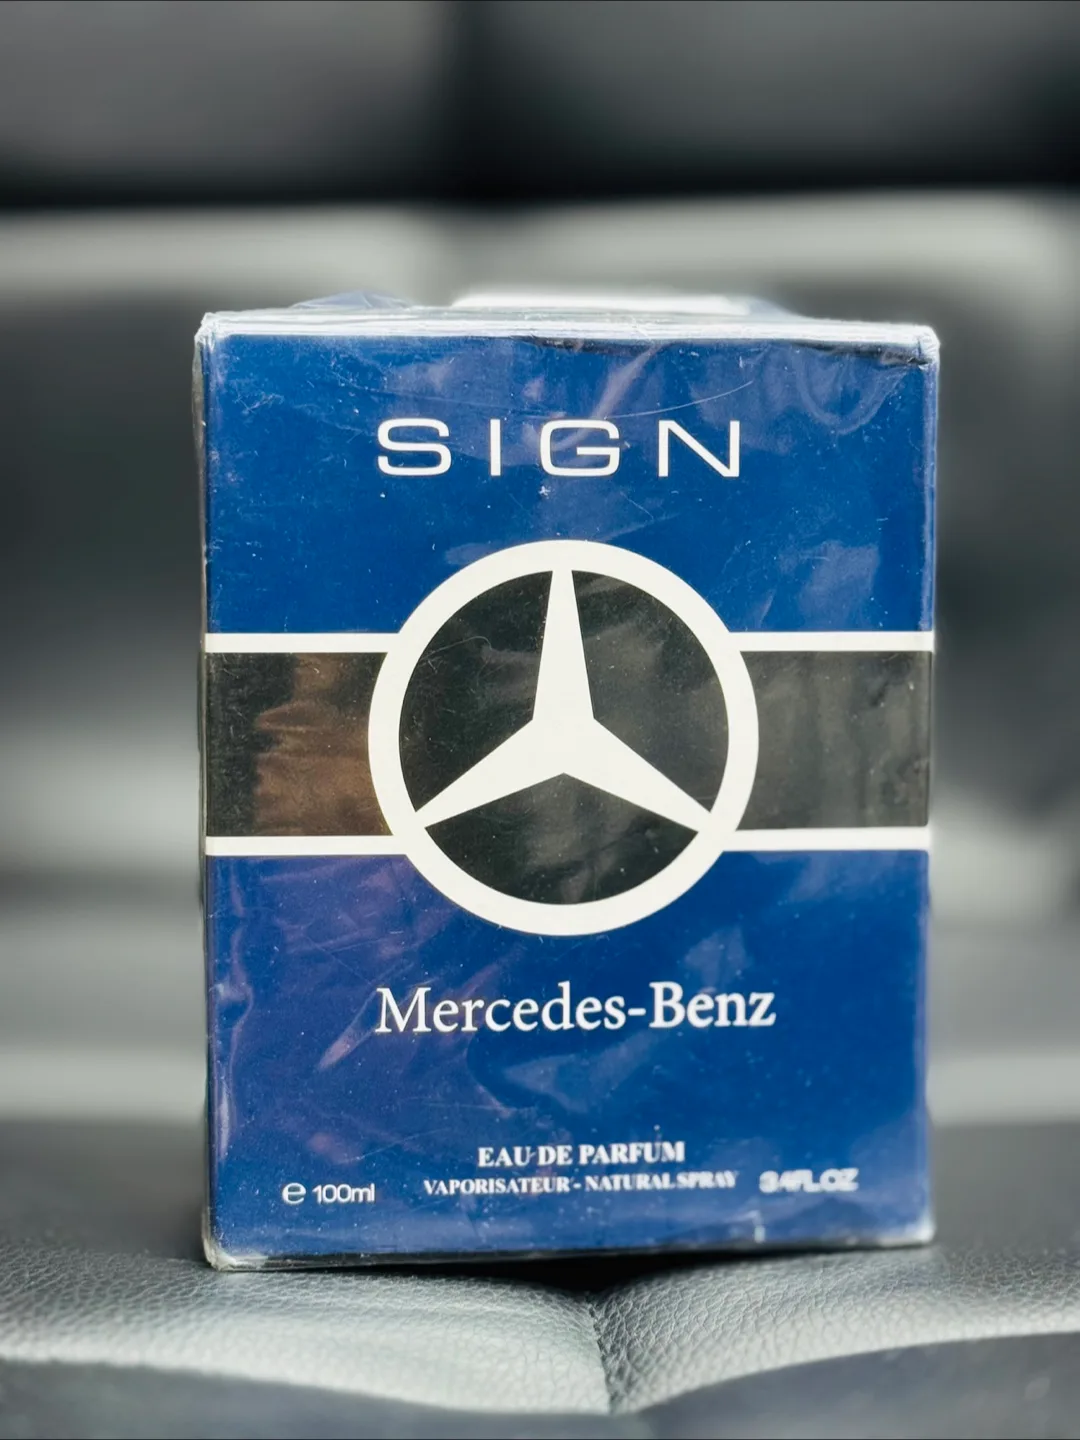 SIGN
Mercedes-Benz
EAU DE PARFUM
℮ 100ml VAPORISATEUR - NATURAL SPRAY 3.4FL.OZ